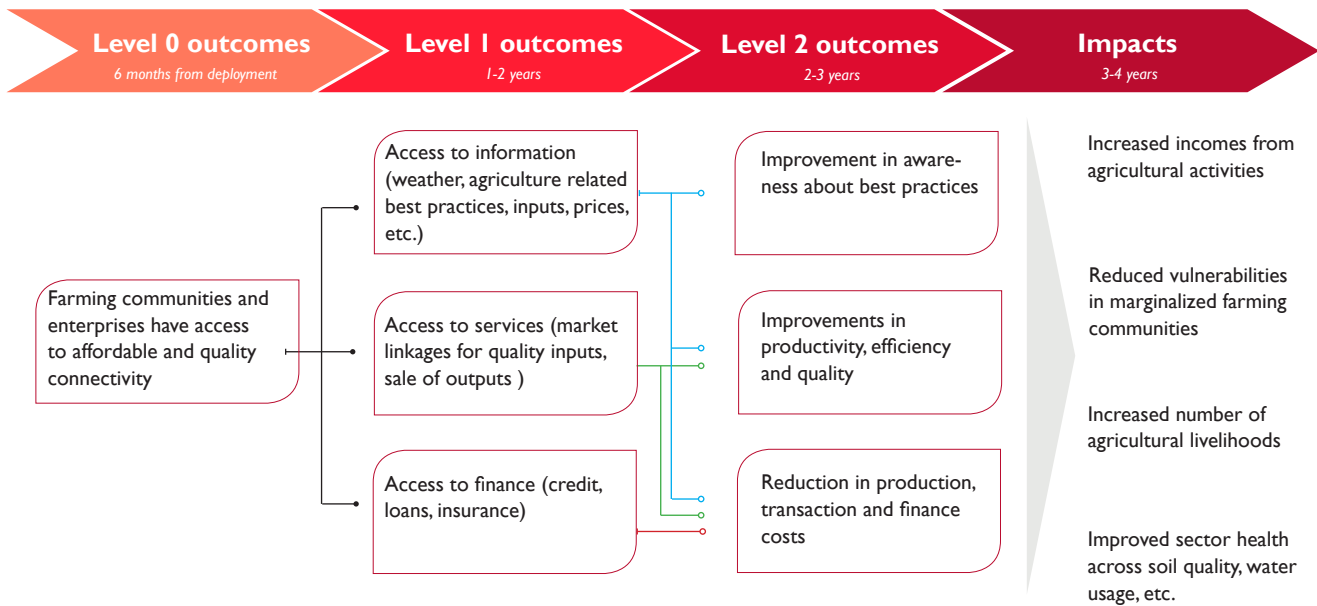 Level 0 outcomes
6 months from deployment
Level 1 outcomes
1-2 years
Level 2 outcomes
2-3 years
Impacts
3-4 years
Farming communities and
enterprises have access
to affordable and quality
connectivity
Access to information
(weather, agriculture related
best practices, inputs, prices,
etc.)
Access to services (market
linkages for quality inputs,
sale of outputs )
Access to finance (credit,
loans, insurance)
Improvement in aware-
ness about best practices
Improvements in
productivity, efficiency
and quality
Reduction in production,
transaction and finance
costs
Increased incomes from
agricultural activities
Reduced vulnerabilities
in marginalized farming
communities
Increased number of
agricultural livelihoods
Improved sector health
across soil quality, water
usage, etc.